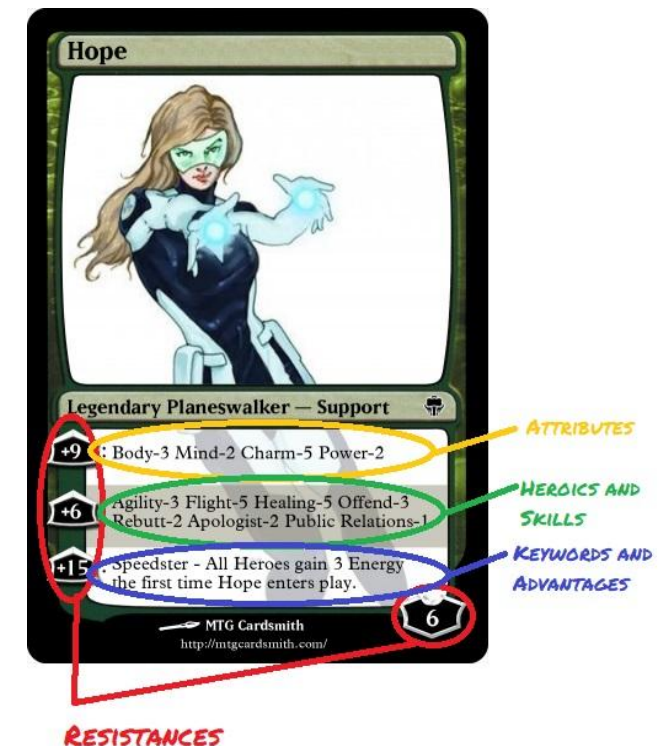 Hope
Legendary Planeswalker — Support
+9 : Body-3 Mind-2 Charm-5 Power-2
+6 : Agility-3 Flight-5 Healing-5 Offend-3
Rebutt-2 Apologist-2 Public Relations-1
+15 : Speedster - All Heroes gain 3 Energy
the first time Hope enters play.
6
MTG Cardsmith
http://mtgcardsmith.com/
ATTRIBUTES
HEROICS AND
SKILLS
KEYWORDS AND
ADVANTAGES
RESISTANCES